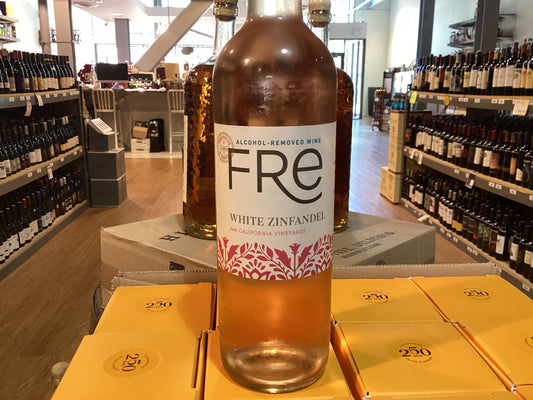 ALCOHOL-REMOVED WINE
FRe
WHITE ZINFANDEL
from CALIFORNIA VINEYARDS
250
250
250
250